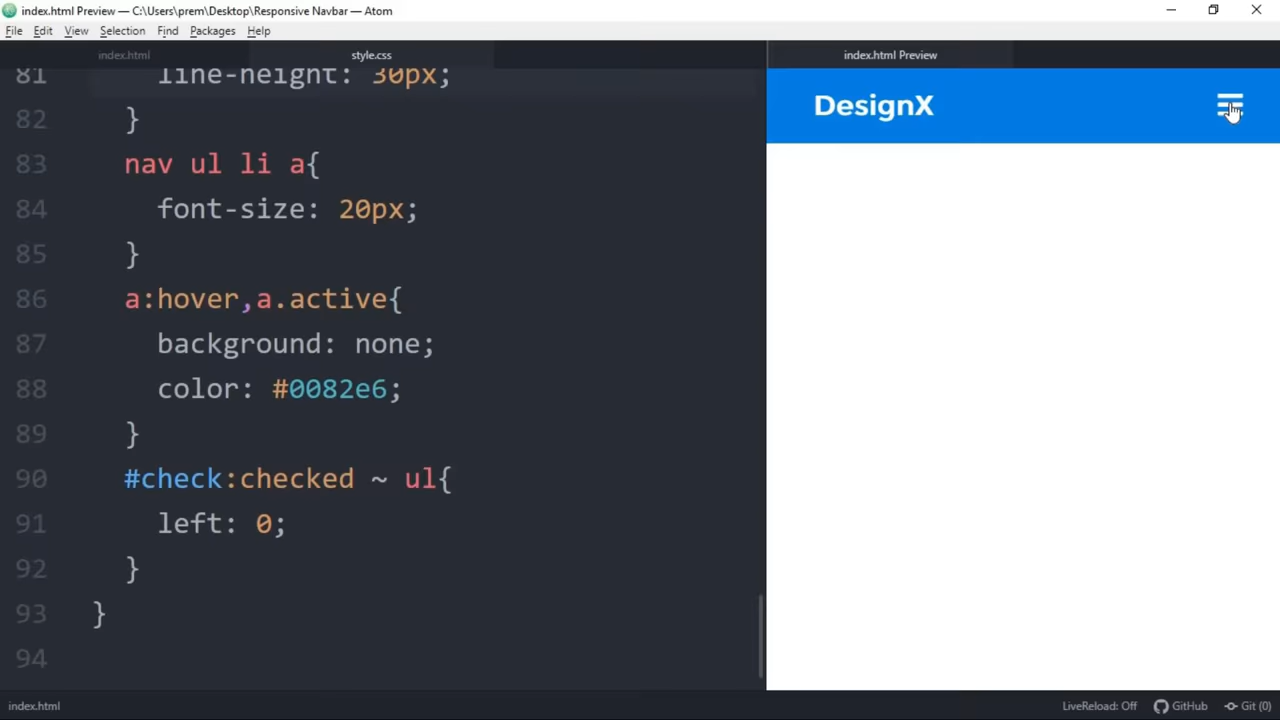 index.html Preview — C:\Users\prem\Desktop\Responsive Navbar — Atom
File Edit View Selection Find Packages Help
index.html style.css index.html Preview
81 line-height: 30px;
82 }
83 nav ul li a{
84 font-size: 20px;
85 }
86 a:hover,a.active{
87 background: none;
88 color: #0082e6;
89 }
90 #check:checked ~ ul{
91 left: 0;
92 }
93 }
94
DesignX
index.html LiveReload: Off GitHub Git (0)